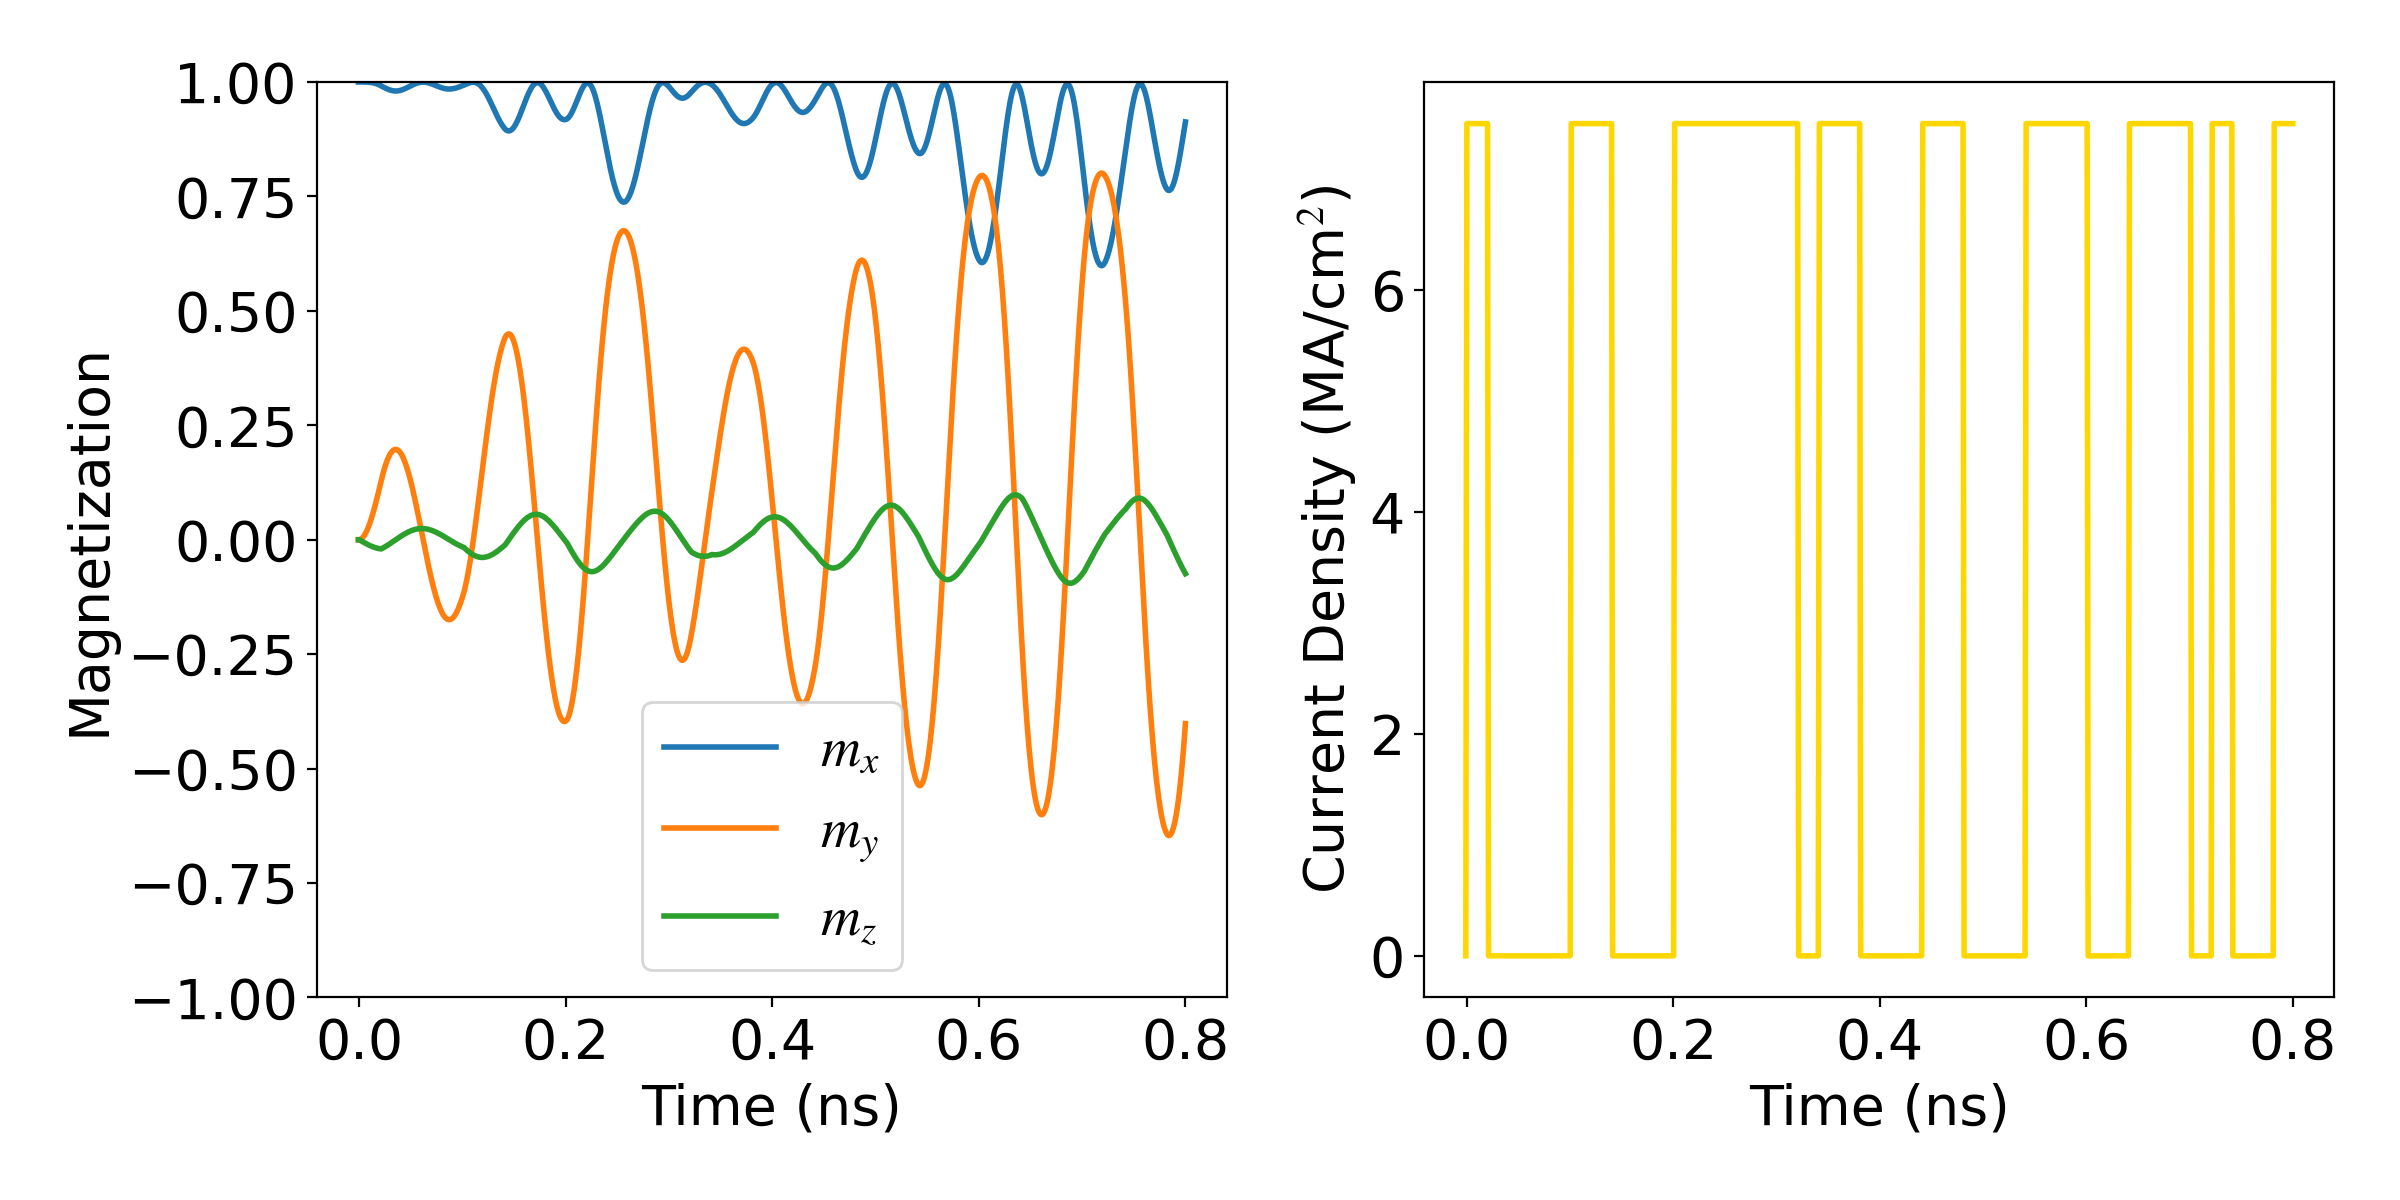 Magnetization
1.00
0.75
0.50
0.25
0.00
−0.25
−0.50
−0.75
−1.00
0.0 0.2 0.4 0.6 0.8
Time (ns)
m_x
m_y
m_z
Current Density (MA/cm²)
6
4
2
0
0.0 0.2 0.4 0.6 0.8
Time (ns)